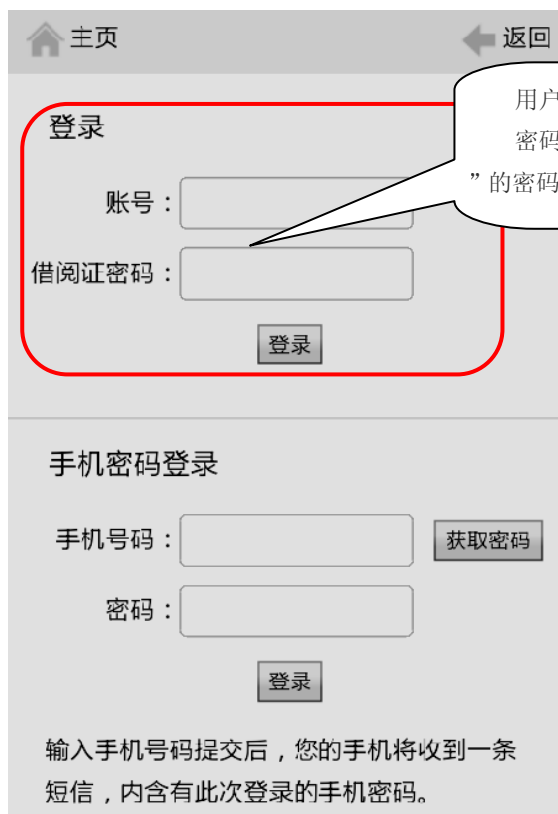 主页
返回
用户
密码
”的密码
登录
账号：
借阅证密码：
登录
手机密码登录
手机号码：
获取密码
密码：
登录
输入手机号码提交后，您的手机将收到一条
短信，内含有此次登录的手机密码。